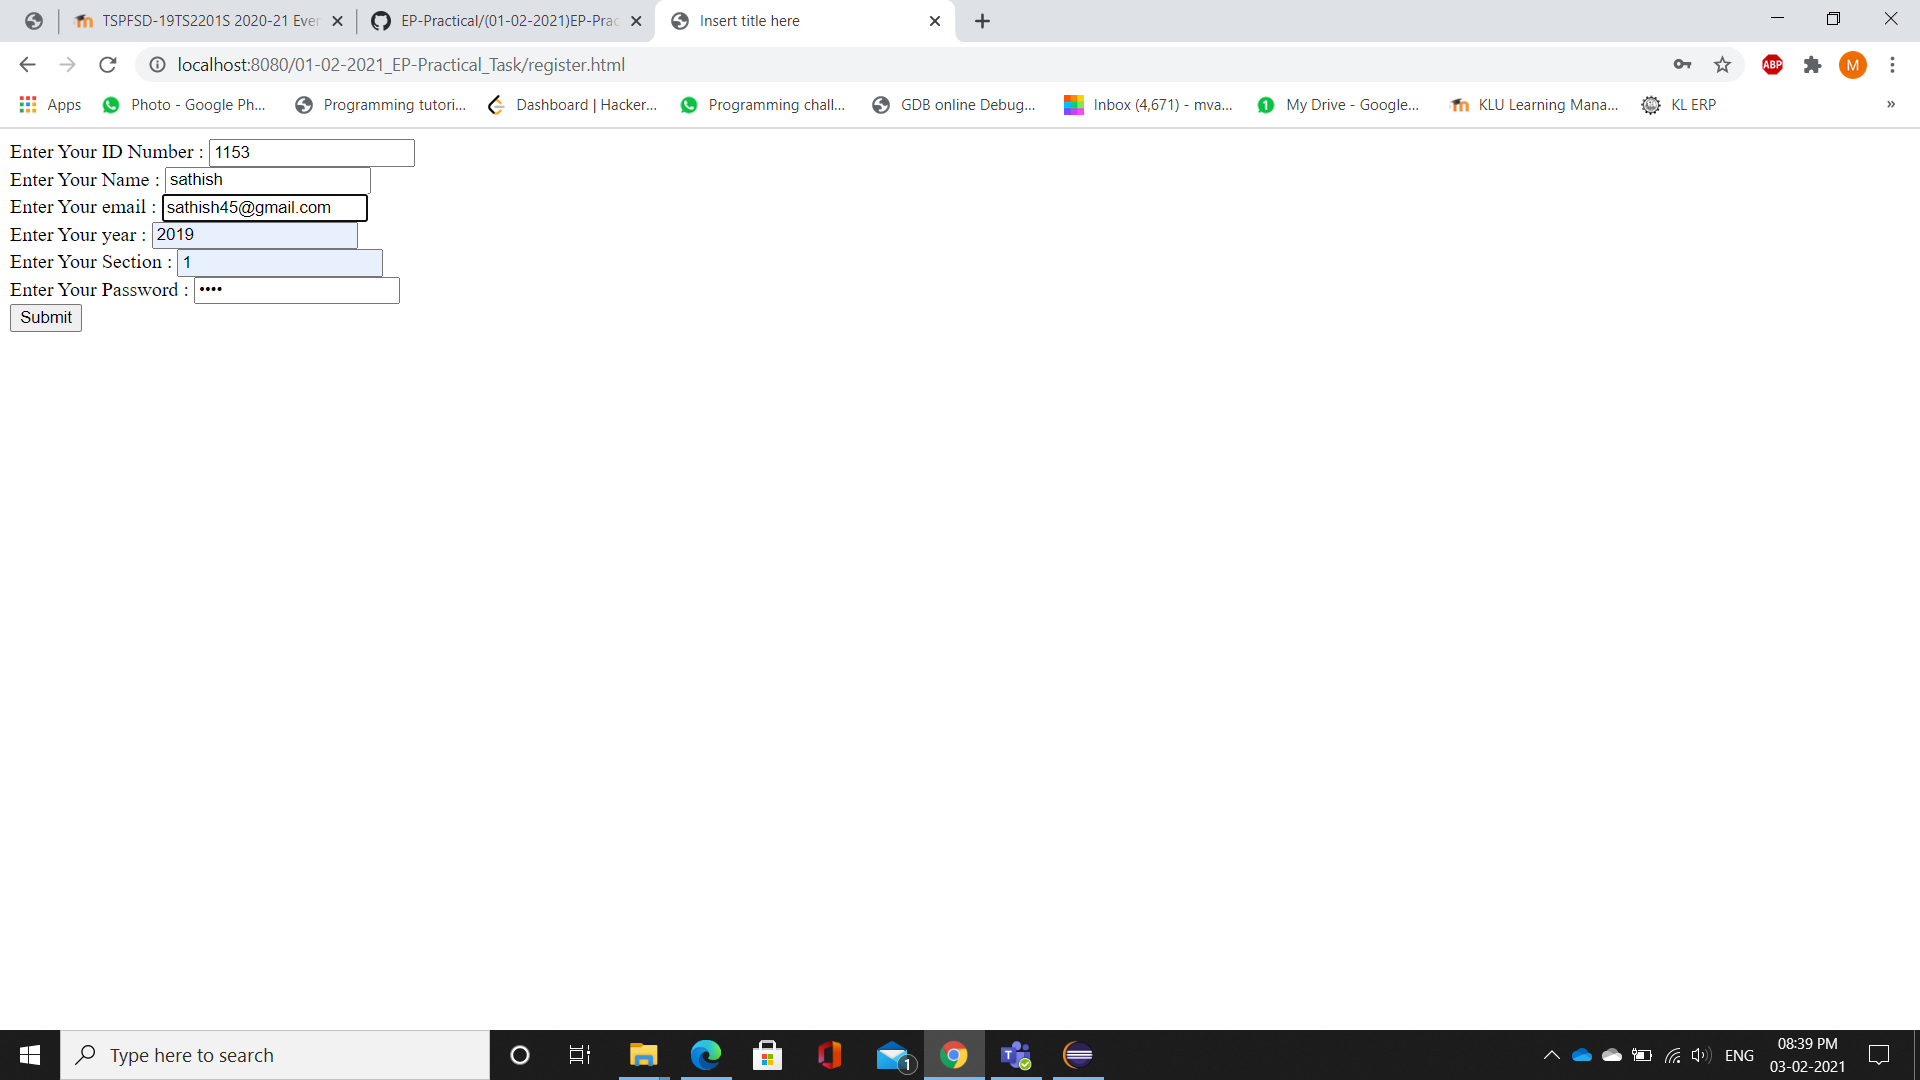 TSPFSD-19TS2201S 2020-21 Even
EP-Practical/(01-02-2021)EP-Prac
Insert title here
localhost:8080/01-02-2021_EP-Practical_Task/register.html
ABP
M
Apps
Photo - Google Ph...
Programming tutori...
Dashboard | Hacker...
Programming chall...
GDB online Debug...
Inbox (4,671) - mva...
1
My Drive - Google...
KLU Learning Mana...
KL ERP
»
Enter Your ID Number : 1153
Enter Your Name : sathish
Enter Your email : sathish45@gmail.com
Enter Your year : 2019
Enter Your Section : 1
Enter Your Password : ••••
Submit
Type here to search
1
ENG
08:39 PM
03-02-2021